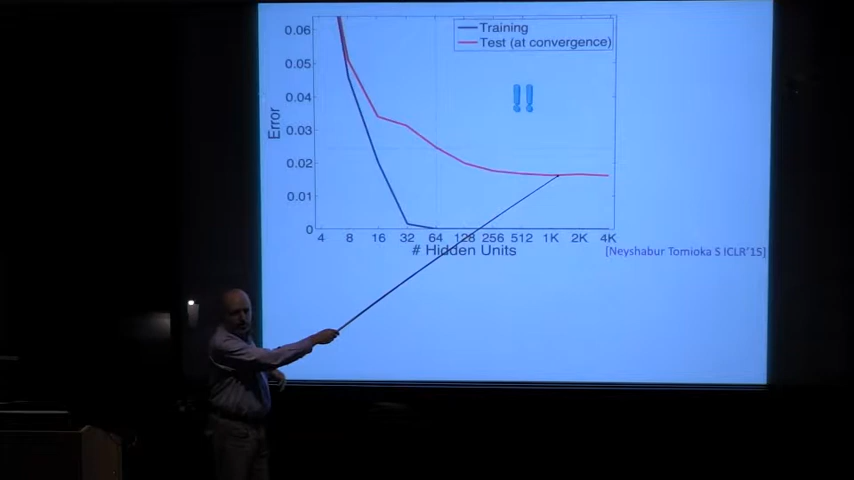 Training
Test (at convergence)
!!
Error
0.06
0.05
0.04
0.03
0.02
0.01
0
4 8 16 32 64 128 256 512 1K 2K 4K
# Hidden Units
[Neyshabur Tomioka S ICLR'15]